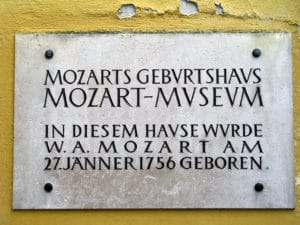 MOZARTS GEBVRTSHAVS
MOZART-MVSEVM
IN DIESEM HAVSE WVRDE
W. A. MOZART AM
27. JÄNNER 1756 GEBOREN.